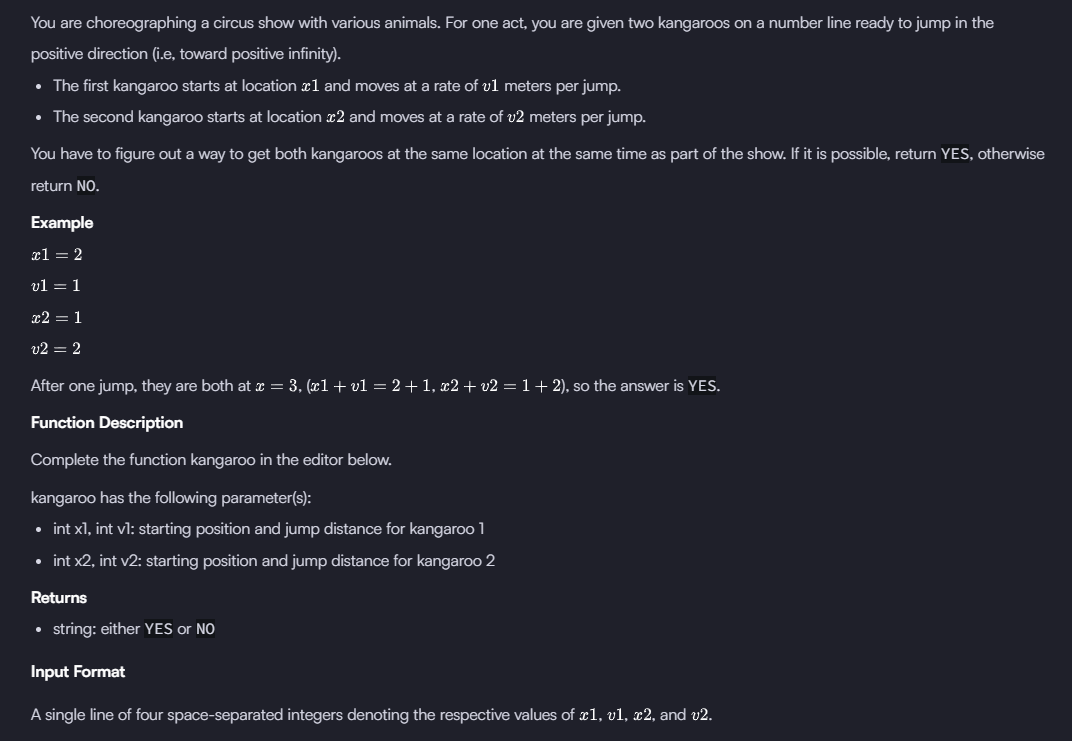 You are choreographing a circus show with various animals. For one act, you are given two kangaroos on a number line ready to jump in the
positive direction (i.e, toward positive infinity).
• The first kangaroo starts at location x1 and moves at a rate of v1 meters per jump.
• The second kangaroo starts at location x2 and moves at a rate of v2 meters per jump.
You have to figure out a way to get both kangaroos at the same location at the same time as part of the show. If it is possible, return YES, otherwise
return NO.
Example
x1 = 2
v1 = 1
x2 = 1
v2 = 2
After one jump, they are both at x = 3, (x1 + v1 = 2 + 1, x2 + v2 = 1 + 2), so the answer is YES.
Function Description
Complete the function kangaroo in the editor below.
kangaroo has the following parameter(s):
• int x1, int v1: starting position and jump distance for kangaroo 1
• int x2, int v2: starting position and jump distance for kangaroo 2
Returns
• string: either YES or NO
Input Format
A single line of four space-separated integers denoting the respective values of x1, v1, x2, and v2.